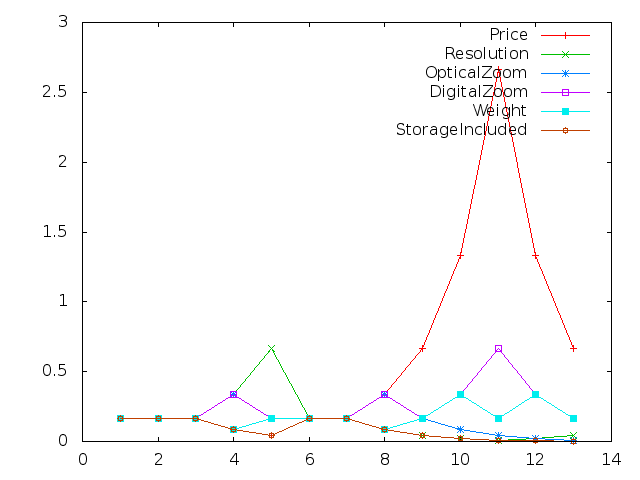 3
2.5
2
1.5
1
0.5
0
0 2 4 6 8 10 12 14
Price
Resolution
OpticalZoom
DigitalZoom
Weight
StorageIncluded